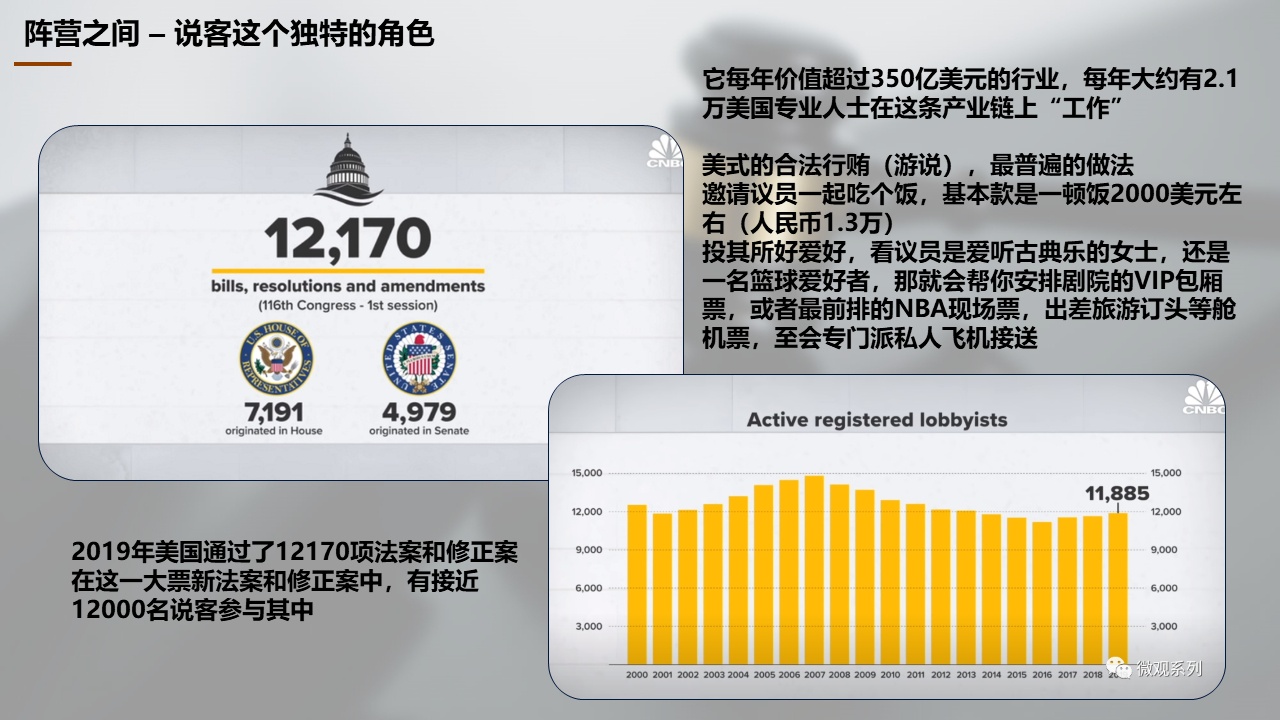 阵营之间 – 说客这个独特的角色
它每年价值超过350亿美元的行业，每年大约有2.1
万美国专业人士在这条产业链上“工作”
美式的合法行贿（游说），最普遍的做法
邀请议员一起吃个饭，基本款是一顿饭2000美元左
右（人民币1.3万）
投其所好爱好，看议员是爱听古典乐的女士，还是
一名篮球爱好者，那就会帮你安排剧院的VIP包厢
票，或者最前排的NBA现场票，出差旅游订头等舱
机票，至会专门派私人飞机接送
CNBC
12,170
bills, resolutions and amendments
(116th Congress - 1st session)
U.S. HOUSE OF REPRESENTATIVES
UNITED STATES SENATE
7,191
4,979
originated in House
originated in Senate
CNBC
Active registered lobbyists
15,000
15,000
11,885
12,000
12,000
9,000
9,000
6,000
6,000
3,000
3,000
2000 2001 2002 2003 2004 2005 2006 2007 2008 2009 2010 2011 2012 2013 2014 2015 2016 2017 2018
微观系列
2019年美国通过了12170项法案和修正案
在这一大票新法案和修正案中，有接近
12000名说客参与其中